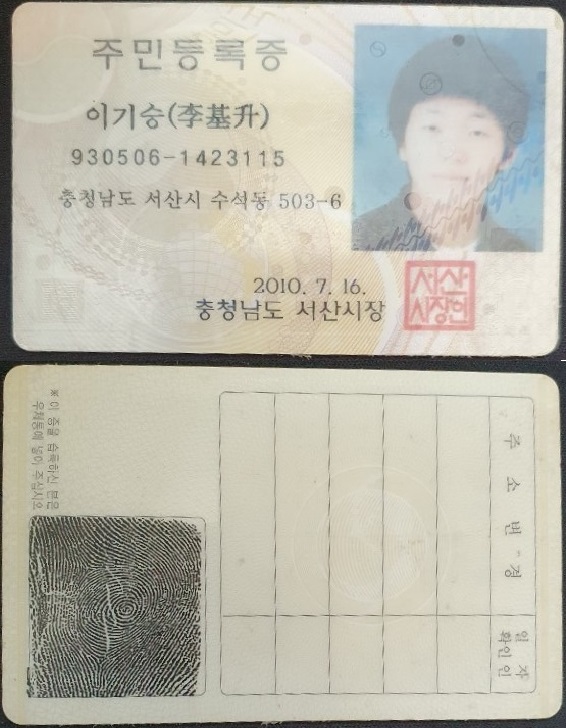 주민등록증
이기승(李基升)
930506-1423115
충청남도 서산시 수석동 503-6
2010. 7. 16.
충청남도 서산시장
서산
시장인
※ 이 증을 습득하신 분은
우체통에 넣어 주십시오
주 소 변 경
일 자
확인인